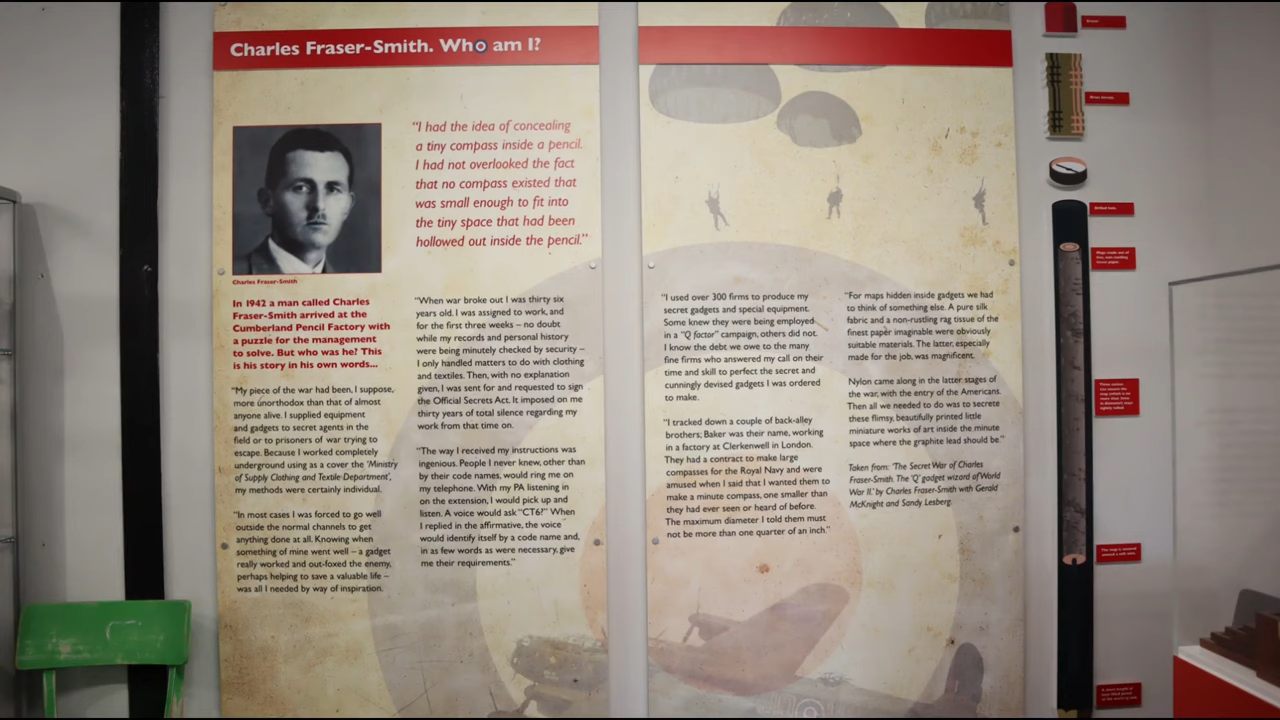 Charles Fraser-Smith. Who am I?
Charles Fraser-Smith
In 1942 a man called Charles
Fraser-Smith arrived at the
Cumberland Pencil Factory with
a puzzle for the management
to solve. But who was he? This
is his story in his own words...
"My piece of the war had been, I suppose,
more unorthodox than that of almost
anyone alive. I supplied equipment
and gadgets to secret agents in the
field or to prisoners of war trying to
escape. Because I worked completely
underground using as a cover the 'Ministry
of Supply Clothing and Textile Department',
my methods were certainly individual.
"In most cases I was forced to go well
outside the normal channels to get
anything done at all. Knowing when
something of mine went well – a gadget
really worked and out-foxed the enemy,
perhaps helping to save a valuable life –
was all I needed by way of inspiration.
"I had the idea of concealing
a tiny compass inside a pencil.
I had not overlooked the fact
that no compass existed that
was small enough to fit into
the tiny space that had been
hollowed out inside the pencil."
"When war broke out I was thirty six
years old. I was assigned to work, and
for the first three weeks – no doubt
while my records and personal history
were being minutely checked by security –
I only handled matters to do with clothing
and textiles. Then, with no explanation
given, I was sent for and requested to sign
the Official Secrets Act. It imposed on me
thirty years of total silence regarding my
work from that time on.
"The way I received my instructions was
ingenious. People I never knew, other than
by their code names, would ring me on
my telephone. With my PA listening in
on the extension, I would pick up and
listen. A voice would ask "CT6?" When
I replied in the affirmative, the voice
would identify itself by a code name and,
in as few words as were necessary, give
me their requirements."
"I used over 300 firms to produce my
secret gadgets and special equipment.
Some knew they were being employed
in a "Q factor" campaign, others did not.
I know the debt we owe to the many
fine firms who answered my call on their
time and skill to perfect the secret and
cunningly devised gadgets I was ordered
to make.
"I tracked down a couple of back-alley
brothers; Baker was their name, working
in a factory at Clerkenwell in London.
They had a contract to make large
compasses for the Royal Navy and were
amused when I said that I wanted them to
make a minute compass, one smaller than
they had ever seen or heard of before.
The maximum diameter I told them must
not be more than one quarter of an inch."
"For maps hidden inside gadgets we had
to think of something else. A pure silk
fabric and a non-rustling rag tissue of the
finest paper imaginable were obviously
suitable materials. The latter, especially
made for the job, was magnificent.
Nylon came along in the latter stages of
the war, with the entry of the Americans.
Then all we needed to do was to secrete
these flimsy, beautifully printed little
miniature works of art inside the minute
space where the graphite lead should be."
Taken from: 'The Secret War of Charles
Fraser-Smith. The 'Q' gadget wizard of World
War II.' by Charles Fraser-Smith with Gerald
McKnight and Sandy Lesberg.